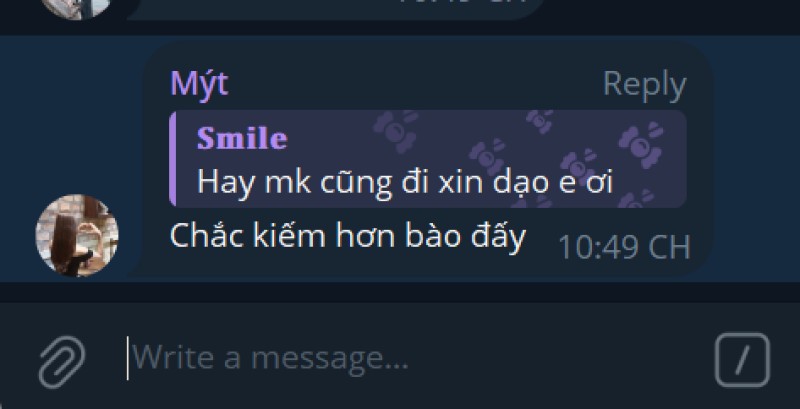 Mýt
Reply
Smile
Hay mk cũng đi xin dạo e ơi
Chắc kiếm hơn bào đấy
10:49 CH
Write a message...